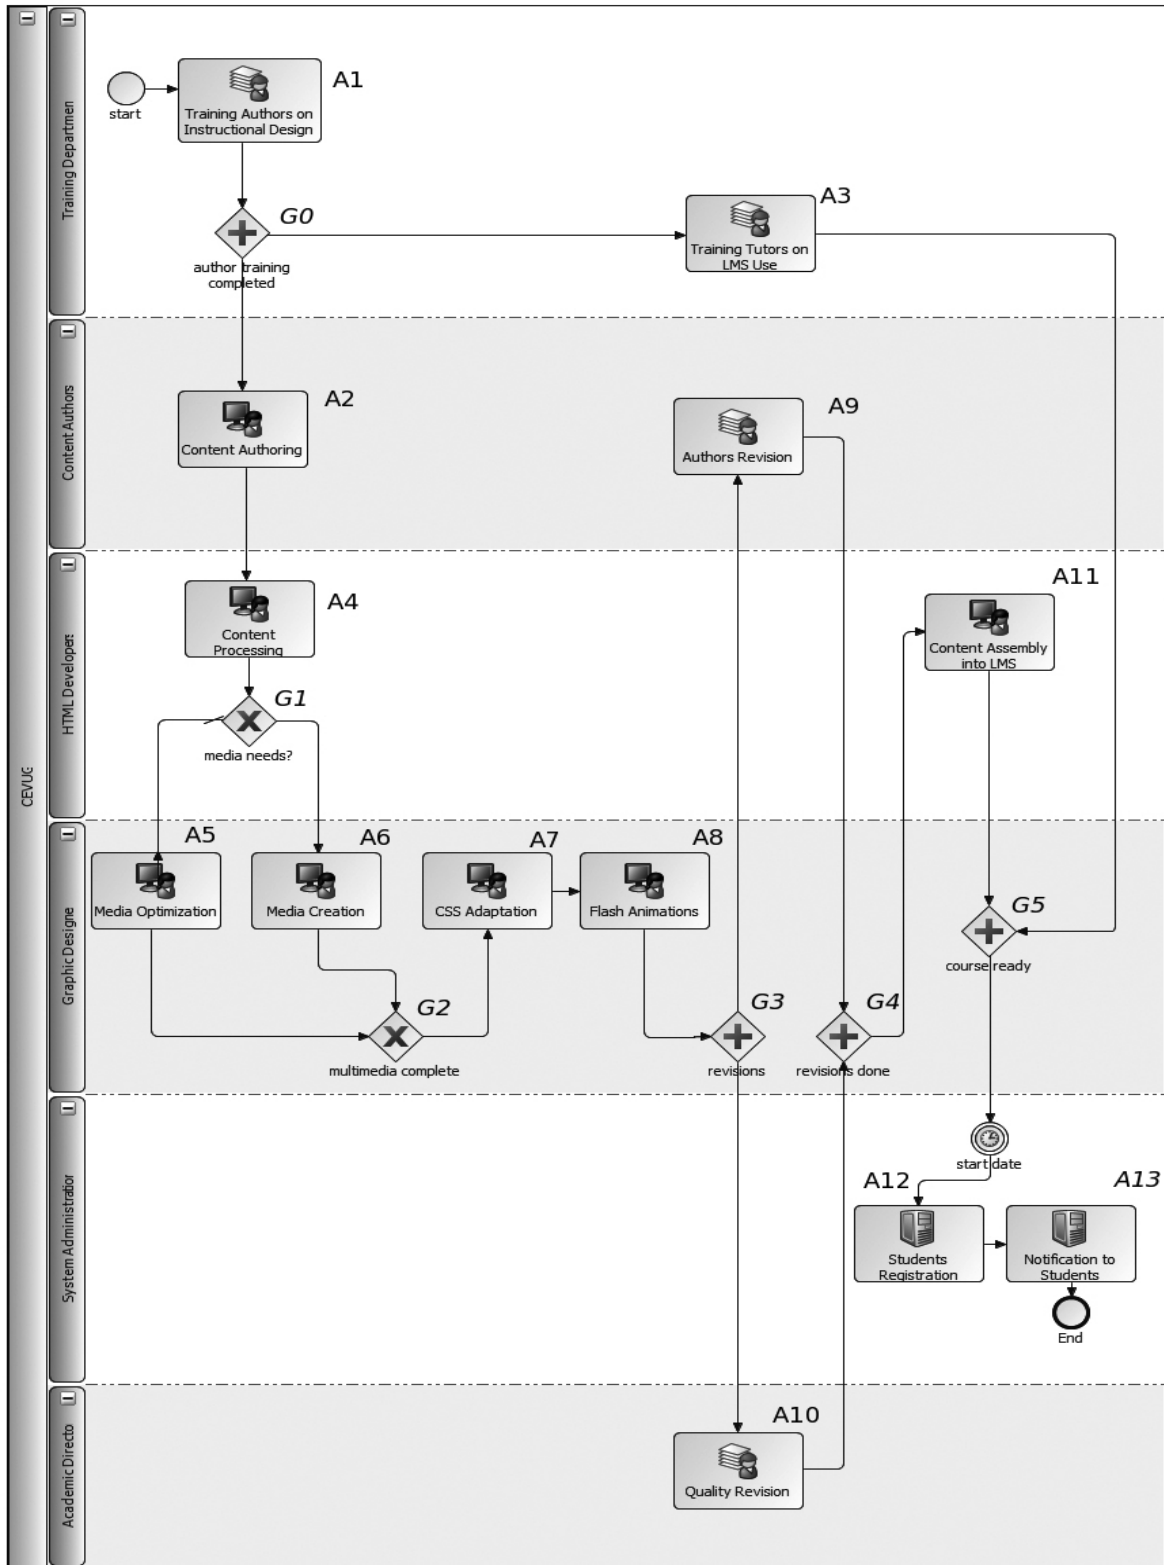 CEVUG
Training Departmen
start
Training Authors on
Instructional Design
A1
G0
author training
completed
A3
Training Tutors on
LMS Use
Content Authors
A2
Content Authoring
A9
Authors Revision
HTML Developers
A4
Content
Processing
G1
media needs?
A11
Content Assembly
into LMS
Graphic Designe
A5
Media Optimization
A6
Media Creation
A7
CSS Adaptation
A8
Flash Animations
G2
multimedia complete
G3
revisions
G4
revisions done
G5
course ready
System Administrator
start date
A12
Students
Registration
A13
Notification to
Students
End
Academic Directo
A10
Quality Revision